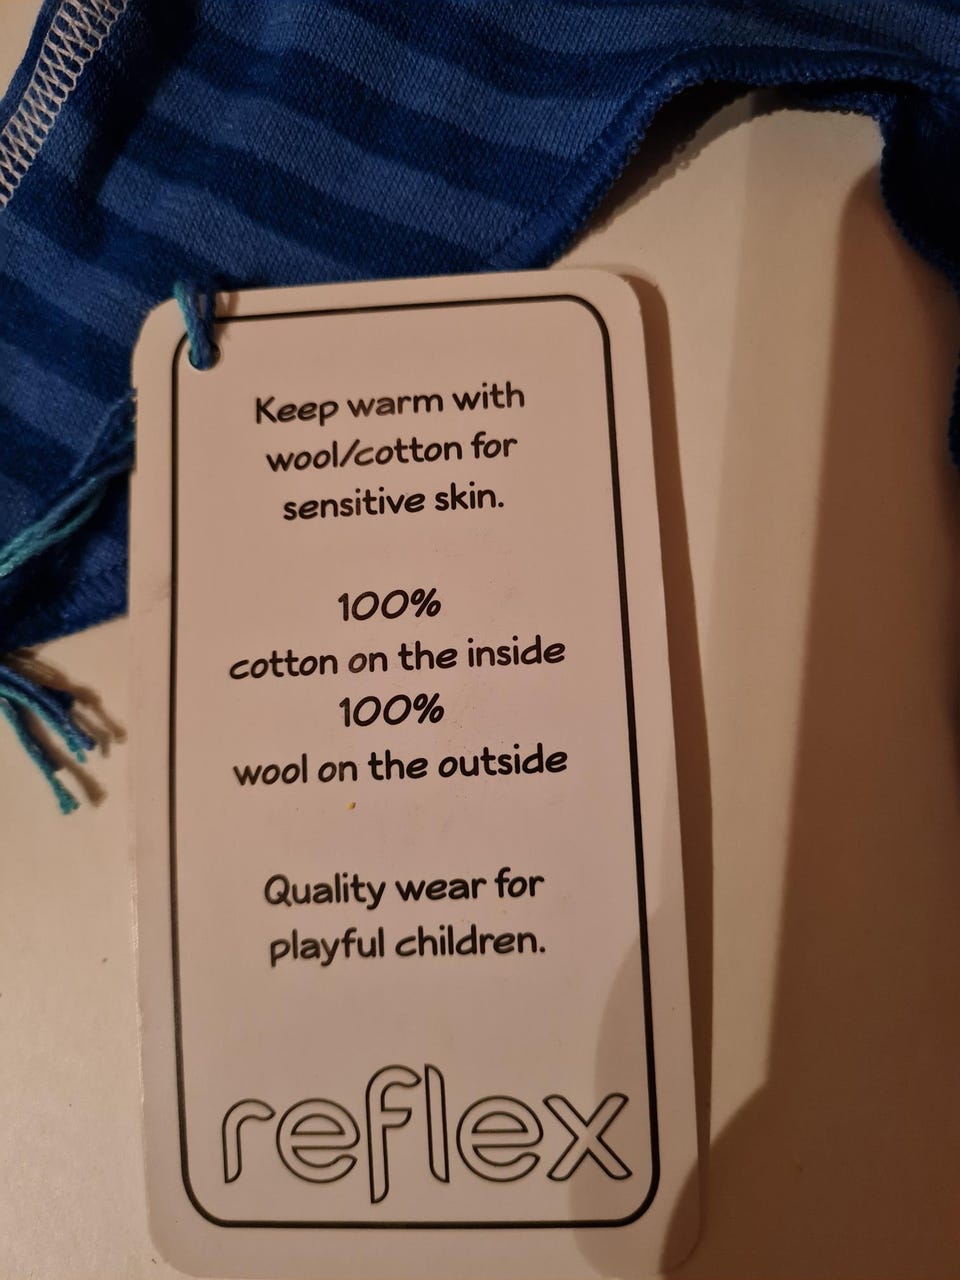 Keep warm with
wool/cotton for
sensitive skin.
100%
cotton on the inside
100%
wool on the outside
Quality wear for
playful children.
reflex